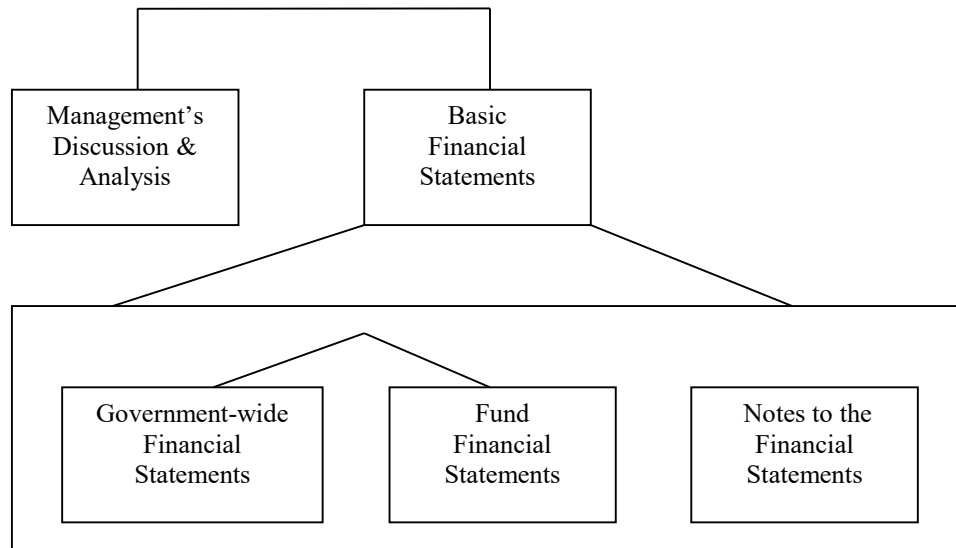 Management’s
Discussion &
Analysis
Basic
Financial
Statements
Government-wide
Financial
Statements
Fund
Financial
Statements
Notes to the
Financial
Statements